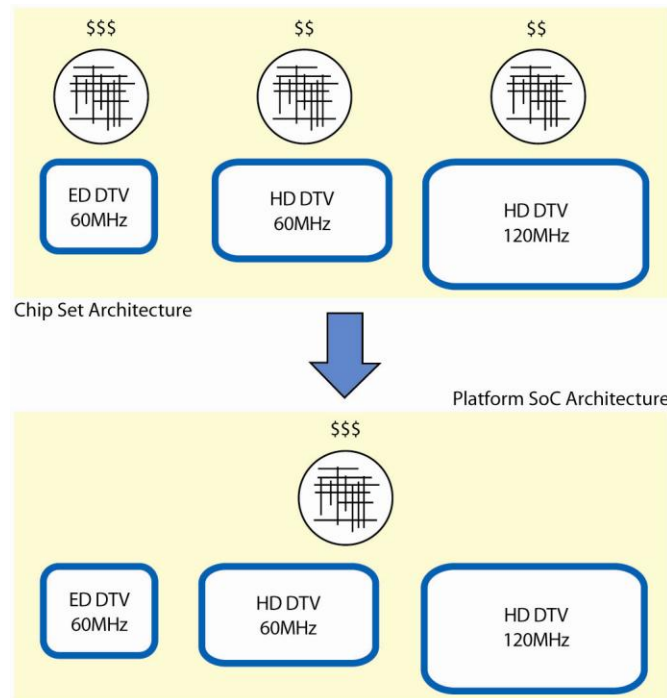 $$$
$$
$$
ED DTV
60MHz
HD DTV
60MHz
HD DTV
120MHz
Chip Set Architecture
Platform SoC Architecture
$$$
ED DTV
60MHz
HD DTV
60MHz
HD DTV
120MHz